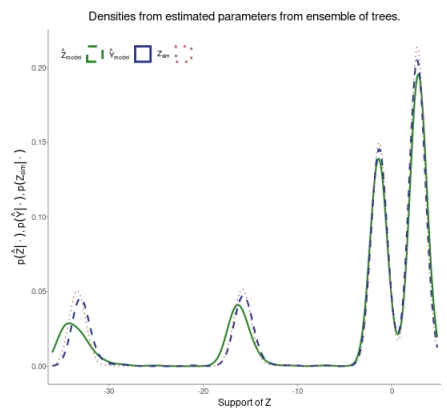 Densities from estimated parameters from ensemble of trees.
Ẑmodel Ŷmodel Zsim
p(Ẑ| · ), p(Ŷ| · ), p(Zsim| · )
0.20
0.15
0.10
0.05
0.00
-30 -20 -10 0
Support of Z